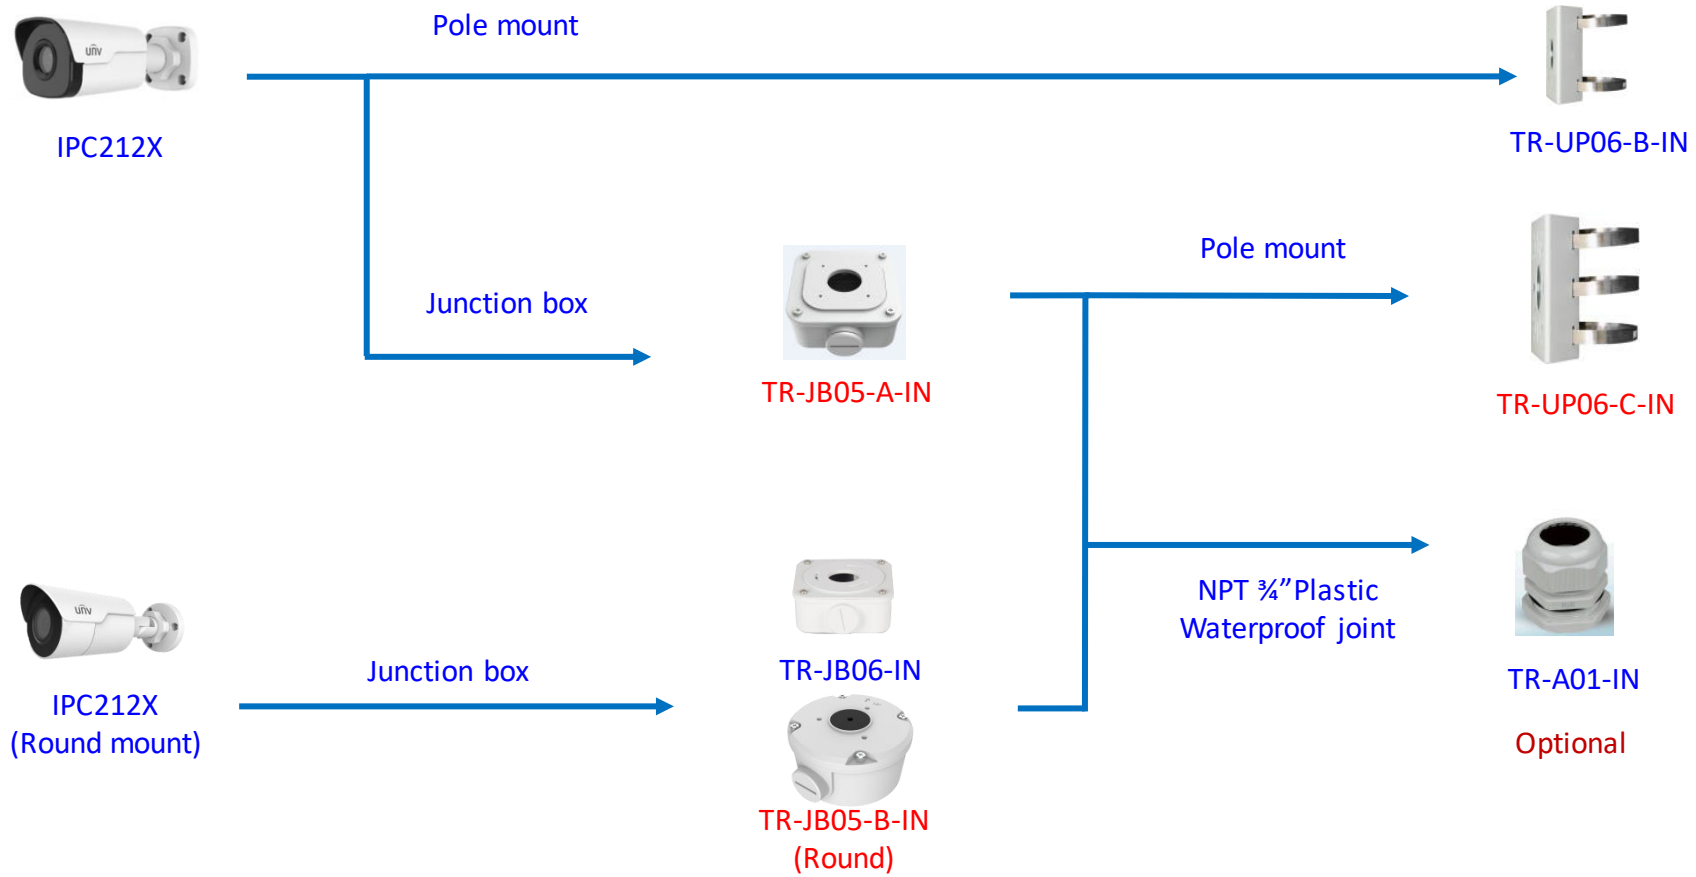 Pole mount
unv
IPC212X
TR-UP06-B-IN
Pole mount
Junction box
TR-JB05-A-IN
TR-UP06-C-IN
NPT ¾”Plastic
Waterproof joint
unv
Junction box
TR-JB06-IN
TR-A01-IN
IPC212X
(Round mount)
Optional
TR-JB05-B-IN
(Round)